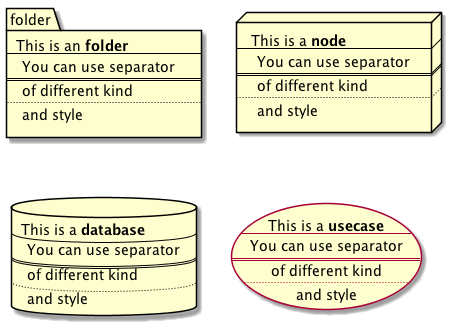 folder
This is an folder
You can use separator
of different kind
and style
This is a node
You can use separator
of different kind
and style
This is a database
You can use separator
of different kind
and style
This is a usecase
You can use separator
of different kind
and style